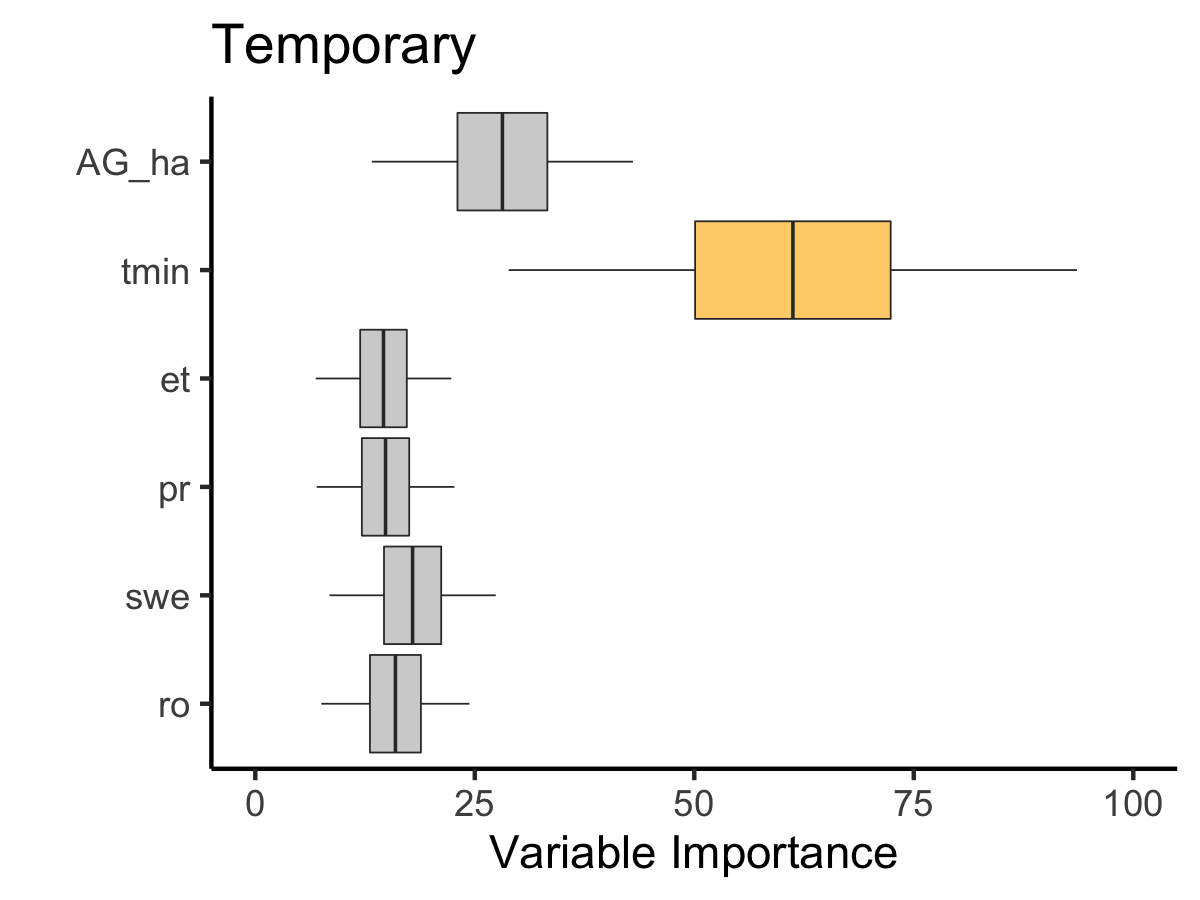 Temporary
AG_ha
tmin
et
pr
swe
ro
0 25 50 75 100
Variable Importance